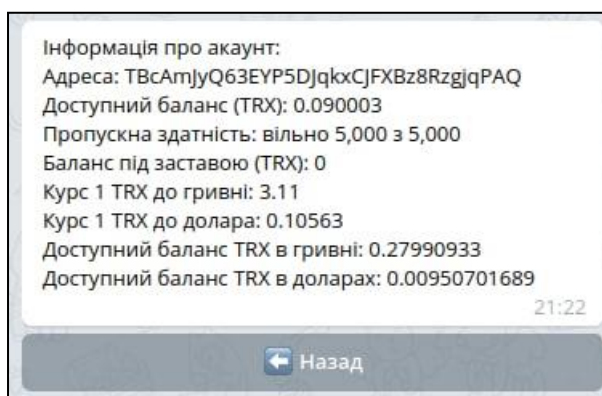 Інформація про акаунт:
Адреса: TBcAmJyQ63EYP5DJqkxCJFXBz8RzgjqPAQ
Доступний баланс (TRX): 0.090003
Пропускна здатність: вільно 5,000 з 5,000
Баланс під заставою (TRX): 0
Курс 1 TRX до гривні: 3.11
Курс 1 TRX до долара: 0.10563
Доступний баланс TRX в гривні: 0.27990933
Доступний баланс TRX в доларах: 0.00950701689
21:22
Назад